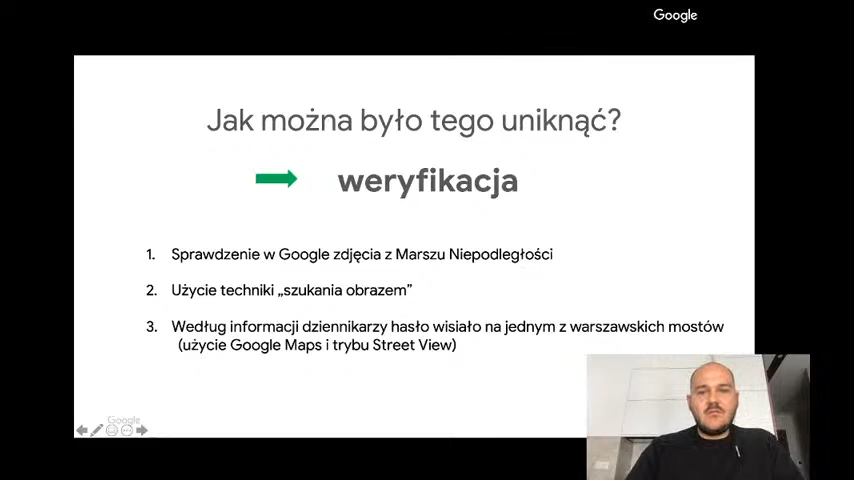 Google
Jak można było tego uniknąć?
weryfikacja
1. Sprawdzenie w Google zdjęcia z Marszu Niepodległości
2. Użycie techniki „szukania obrazem”
3. Według informacji dziennikarzy hasło wisiało na jednym z warszawskich mostów
(użycie Google Maps i trybu Street View)
Google